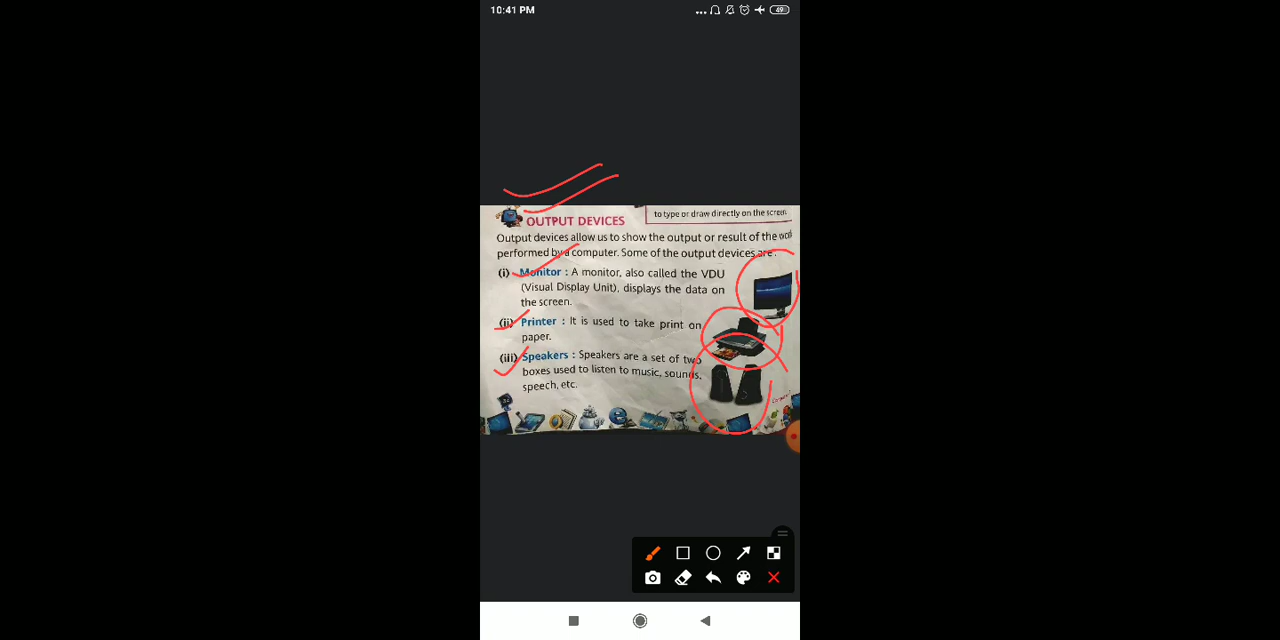 10:41 PM
49
to type or draw directly on the screen
OUTPUT DEVICES
Output devices allow us to show the output or result of the work
performed by a computer. Some of the output devices are :
(i) Monitor : A monitor, also called the VDU
(Visual Display Unit), displays the data on
the screen.
(ii) Printer : It is used to take print on
paper.
(iii) Speakers : Speakers are a set of two
boxes used to listen to music, sounds,
speech, etc.